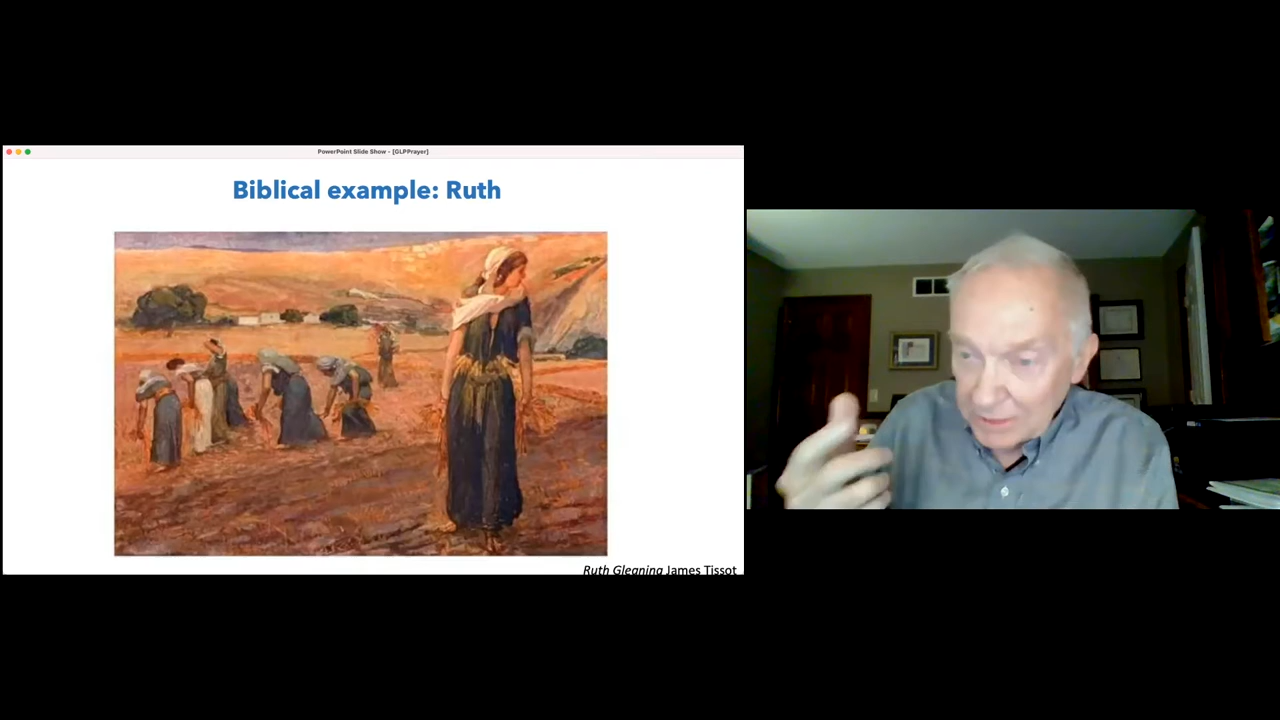 PowerPoint Slide Show - [GLPPrayer]
Biblical example: Ruth
Ruth Gleaning James Tissot